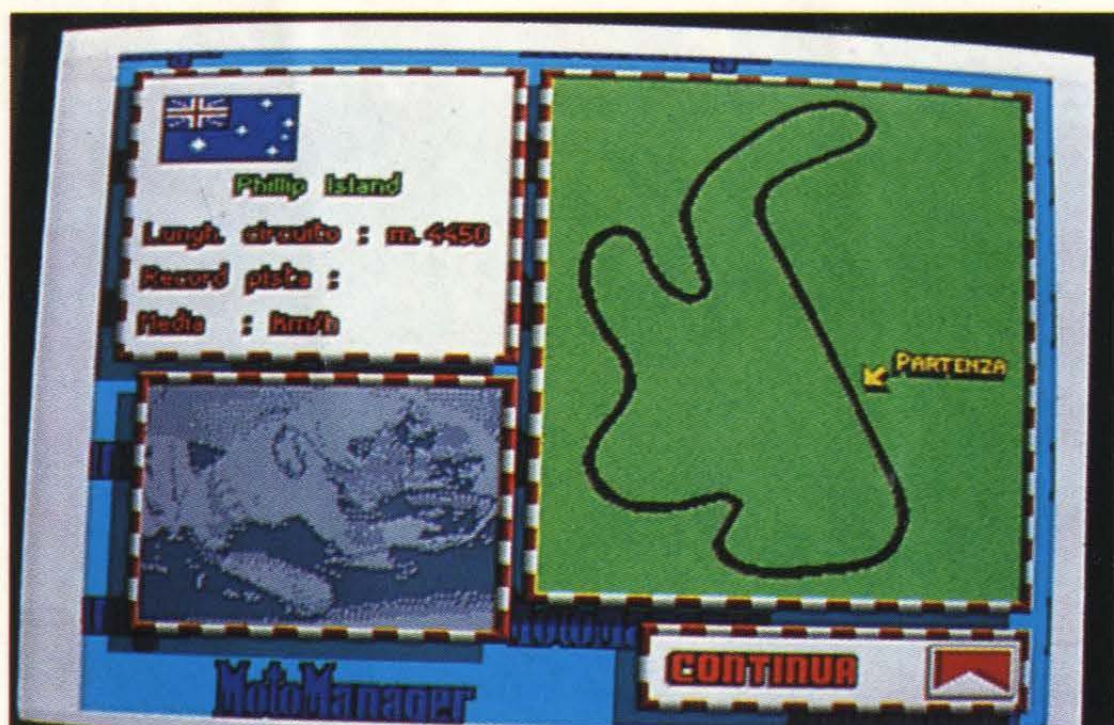 Phillip Island
Lungh. circuito : m. 4450
Record pista :
Media : Km/h
PARTENZA
CONTINUA
MotoManager